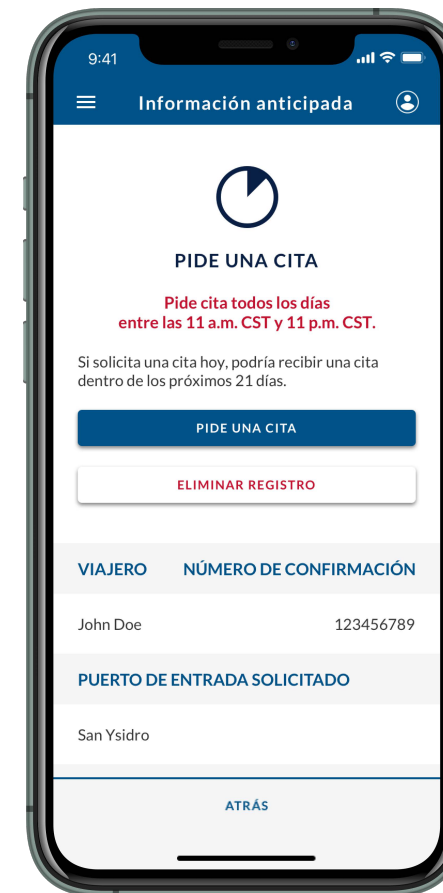 9:41
Información anticipada
PIDE UNA CITA
Pide cita todos los días
entre las 11 a.m. CST y 11 p.m. CST.
Si solicita una cita hoy, podría recibir una cita
dentro de los próximos 21 días.
PIDE UNA CITA
ELIMINAR REGISTRO
VIAJERO NÚMERO DE CONFIRMACIÓN
John Doe 123456789
PUERTO DE ENTRADA SOLICITADO
San Ysidro
ATRÁS